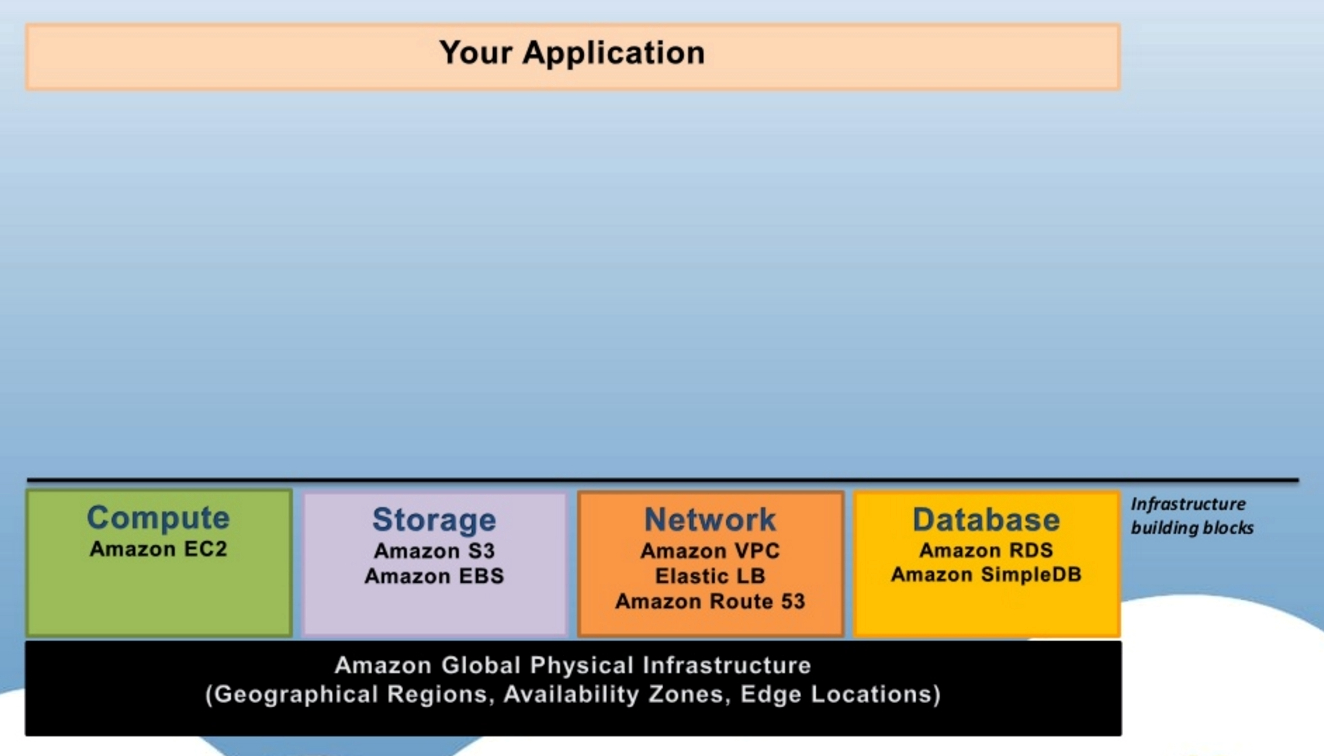 Your Application
Compute
Amazon EC2
Storage
Amazon S3
Amazon EBS
Network
Amazon VPC
Elastic LB
Amazon Route 53
Database
Amazon RDS
Amazon SimpleDB
Infrastructure
building blocks
Amazon Global Physical Infrastructure
(Geographical Regions, Availability Zones, Edge Locations)